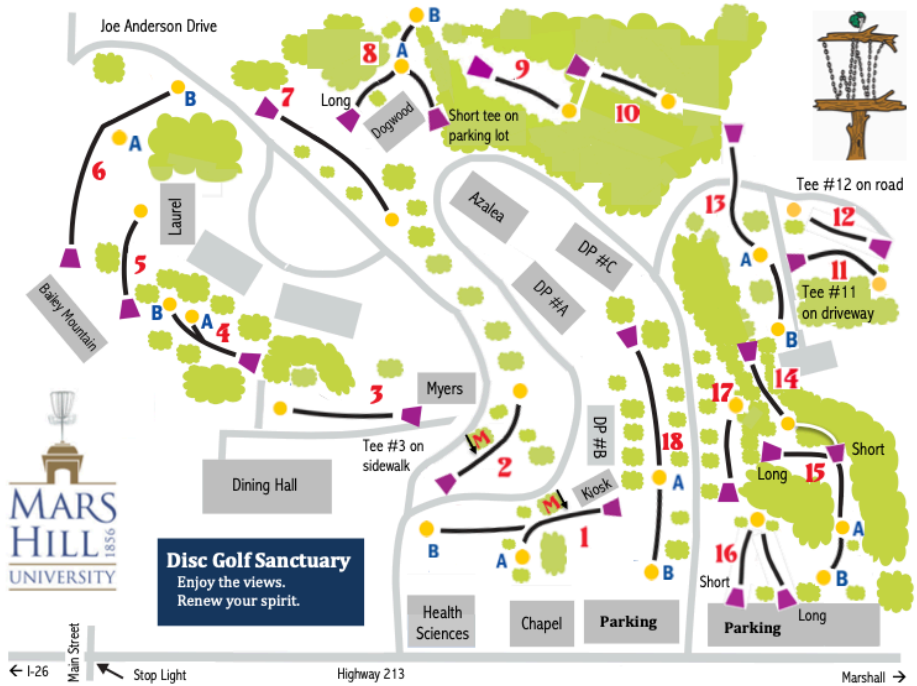 Joe Anderson Drive
B
8
A
9
Long
Dogwood
Short tee on
parking lot
10
7
B
A
6
Laurel
5
Bailey Mountain
B
A
4
3
Myers
Tee #3 on
sidewalk
Dining Hall
Azalea
DP #C
DP #A
DP #B
M
2
Kiosk
M
1
B
A
18
A
B
Tee #12 on road
12
13
A
11
Tee #11
on driveway
B
14
17
Short
Long
15
A
B
16
Short
Long
Parking
MARS
HILL
1856
UNIVERSITY
Disc Golf Sanctuary
Enjoy the views.
Renew your spirit.
Health
Sciences
Chapel
Parking
Main Street
← I-26
Stop Light
Highway 213
Marshall →